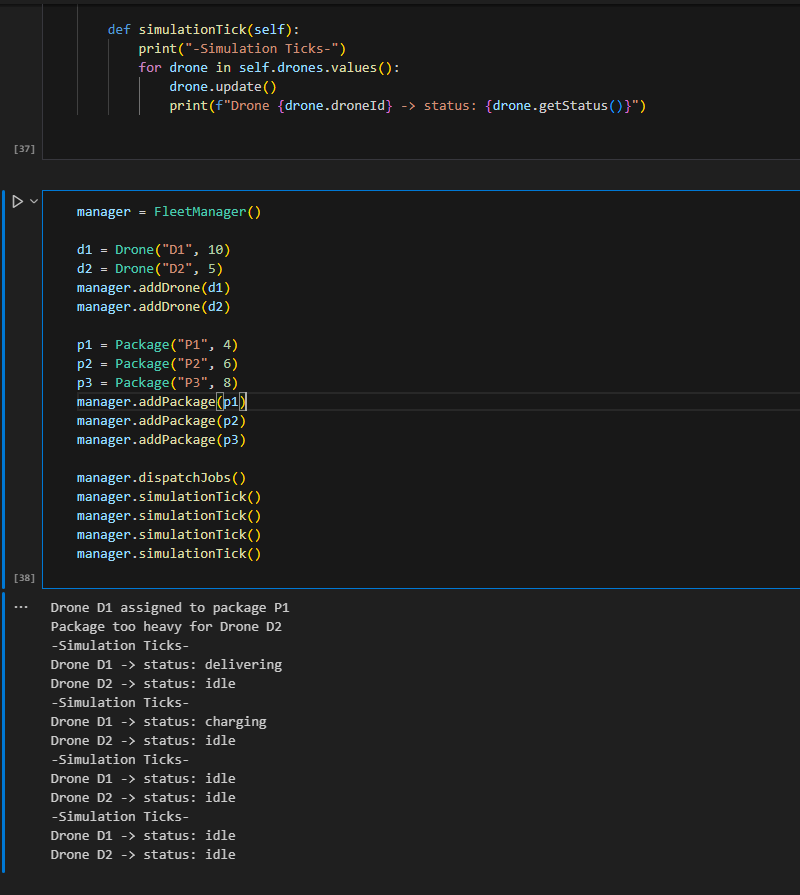 def simulationTick(self):
print("-Simulation Ticks-")
for drone in self.drones.values():
drone.update()
print(f"Drone {drone.droneId} -> status: {drone.getStatus()}")
[37]
manager = FleetManager()
d1 = Drone("D1", 10)
d2 = Drone("D2", 5)
manager.addDrone(d1)
manager.addDrone(d2)
p1 = Package("P1", 4)
p2 = Package("P2", 6)
p3 = Package("P3", 8)
manager.addPackage(p1)
manager.addPackage(p2)
manager.addPackage(p3)
manager.dispatchJobs()
manager.simulationTick()
manager.simulationTick()
manager.simulationTick()
manager.simulationTick()
[38]
... Drone D1 assigned to package P1
Package too heavy for Drone D2
-Simulation Ticks-
Drone D1 -> status: delivering
Drone D2 -> status: idle
-Simulation Ticks-
Drone D1 -> status: charging
Drone D2 -> status: idle
-Simulation Ticks-
Drone D1 -> status: idle
Drone D2 -> status: idle
-Simulation Ticks-
Drone D1 -> status: idle
Drone D2 -> status: idle